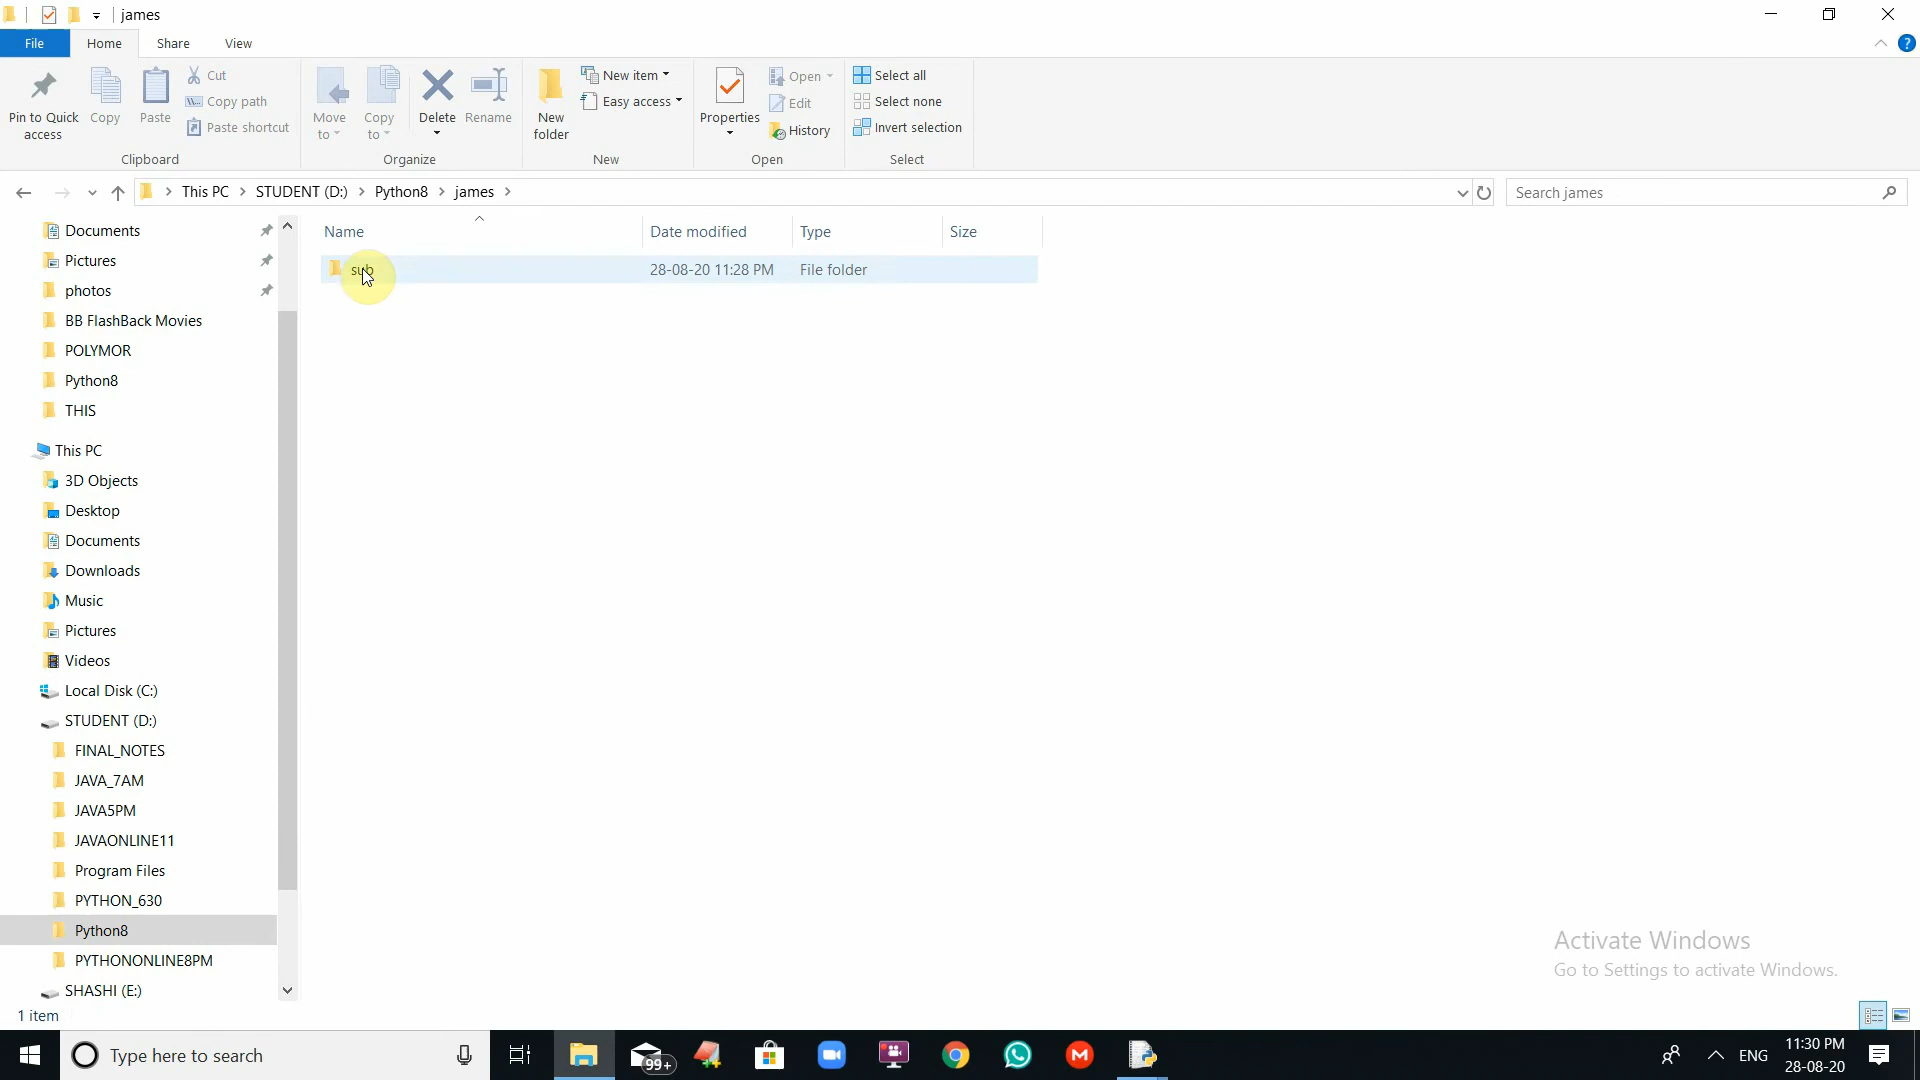 james
File Home Share View
Pin to Quick access
Copy
Paste
Cut
Copy path
Paste shortcut
Clipboard
Move to
Copy to
Delete
Rename
Organize
New folder
New item
Easy access
New
Properties
Open
Edit
History
Open
Select all
Select none
Invert selection
Select
This PC > STUDENT (D:) > Python8 > james >
Search james
Name Date modified Type Size
sub 28-08-20 11:28 PM File folder
Documents
Pictures
photos
BB FlashBack Movies
POLYMOR
Python8
THIS
This PC
3D Objects
Desktop
Documents
Downloads
Music
Pictures
Videos
Local Disk (C:)
STUDENT (D:)
FINAL_NOTES
JAVA_7AM
JAVA5PM
JAVAONLINE11
Program Files
PYTHON_630
Python8
PYTHONONLINE8PM
SHASHI (E:)
Activate Windows
Go to Settings to activate Windows.
1 item
Type here to search
99+
ENG
11:30 PM
28-08-20